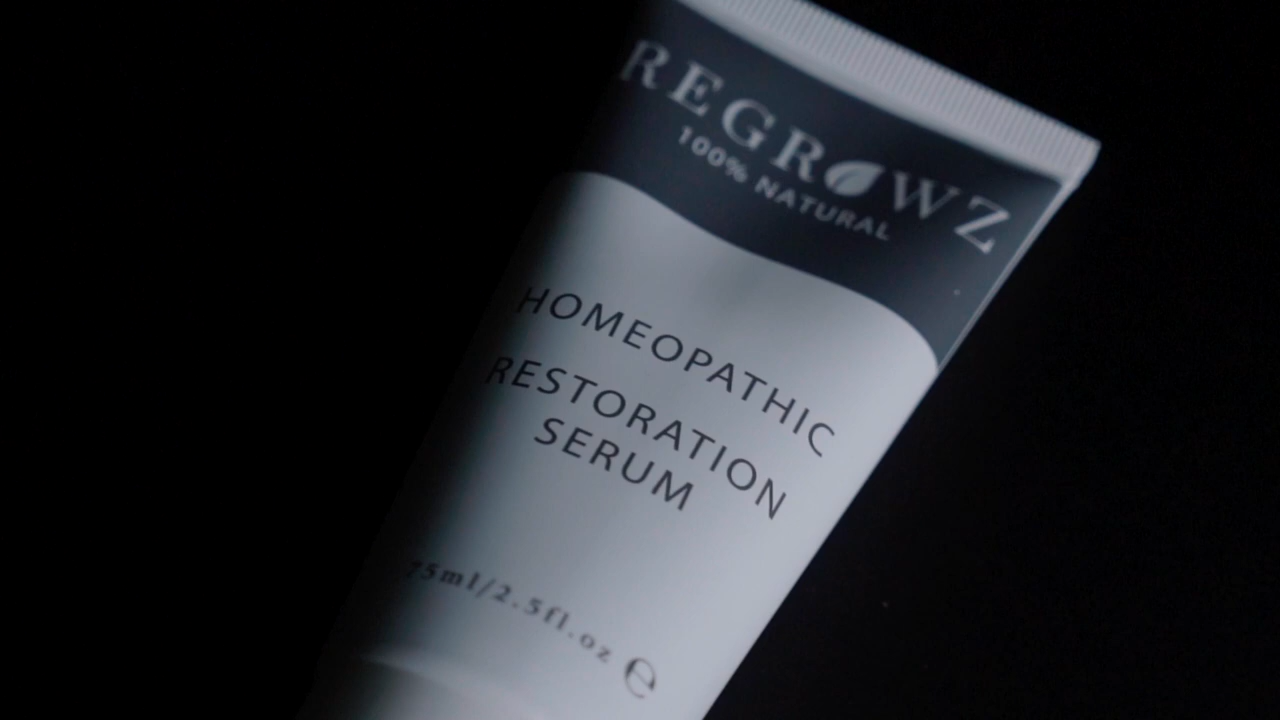 REGROWZ
100% NATURAL
HOMEOPATHIC
RESTORATION
SERUM
75ml/2.5fl.oz ℮